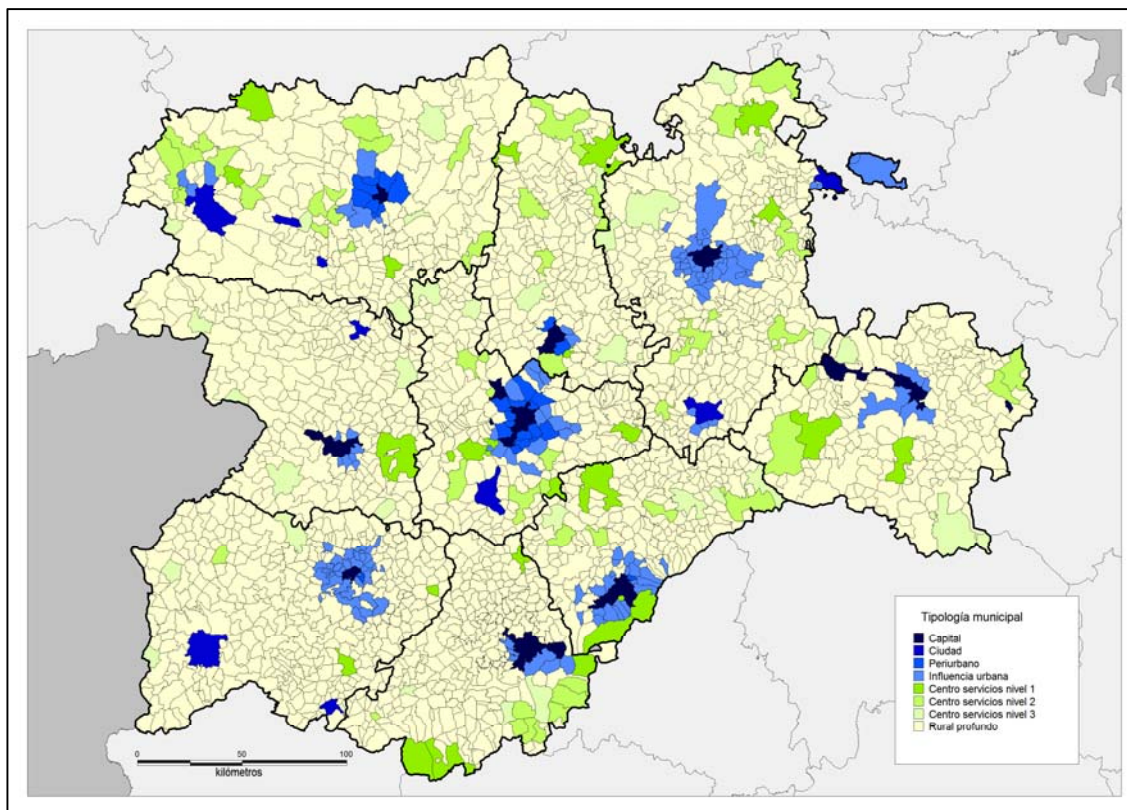 Tipología municipal
Capital
Ciudad
Periurbano
Influencia urbana
Centro servicios nivel 1
Centro servicios nivel 2
Centro servicios nivel 3
Rural profundo
0 50 100
kilómetros